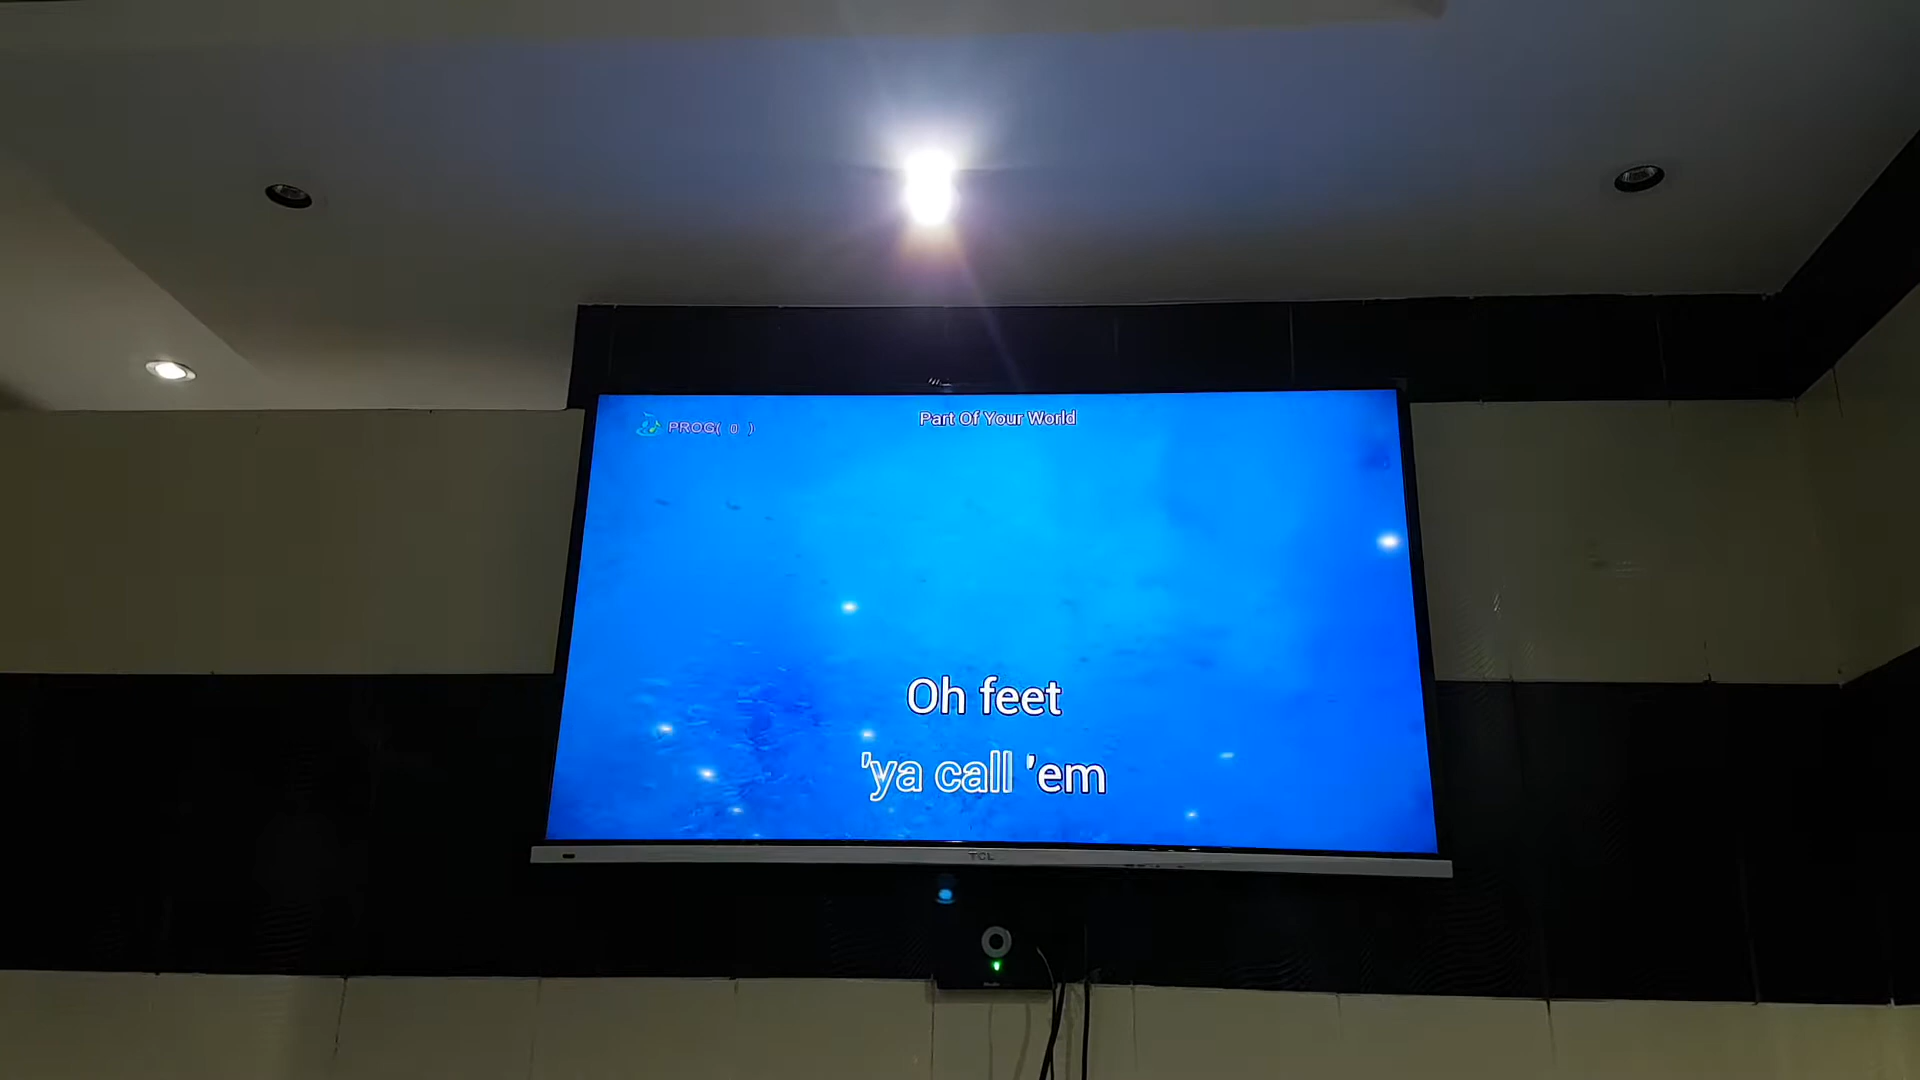 PROG( 0 )
Part Of Your World
Oh feet
'ya call 'em
TCL